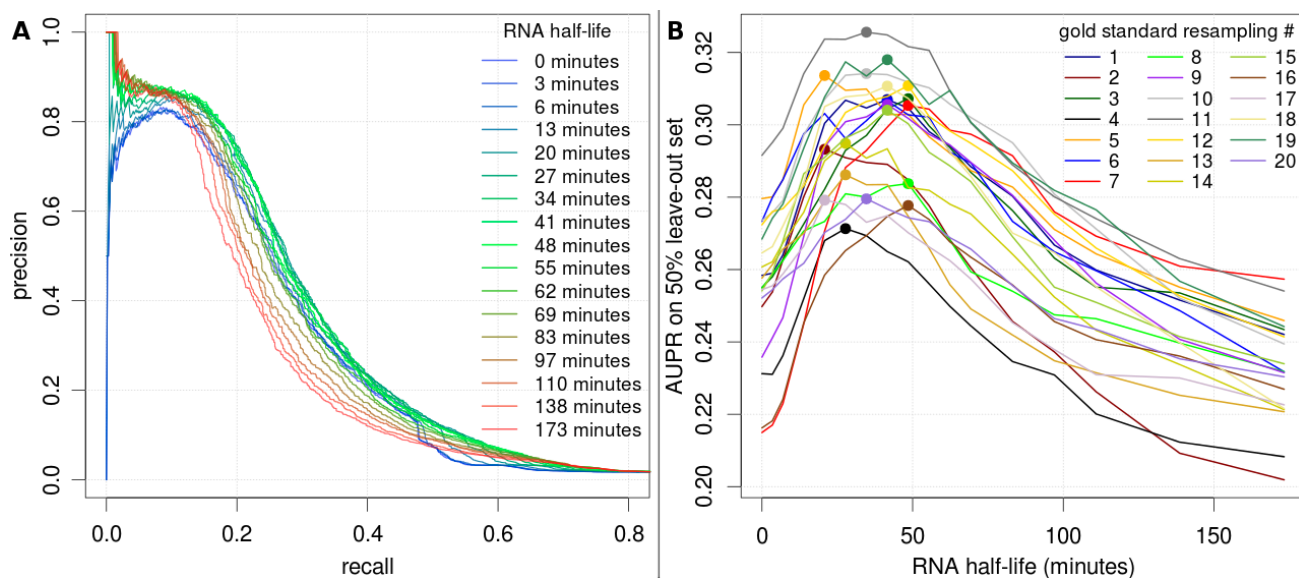 A
precision
1.0
0.8
0.6
0.4
0.2
0.0
RNA half-life
0 minutes
3 minutes
6 minutes
13 minutes
20 minutes
27 minutes
34 minutes
41 minutes
48 minutes
55 minutes
62 minutes
69 minutes
83 minutes
97 minutes
110 minutes
138 minutes
173 minutes
0.0 0.2 0.4 0.6 0.8
recall
B
AUPR on 50% leave-out set
0.32
0.30
0.28
0.26
0.24
0.22
0.20
gold standard resampling #
1 8 15
2 9 16
3 10 17
4 11 18
5 12 19
6 13 20
7 14
0 50 100 150
RNA half-life (minutes)